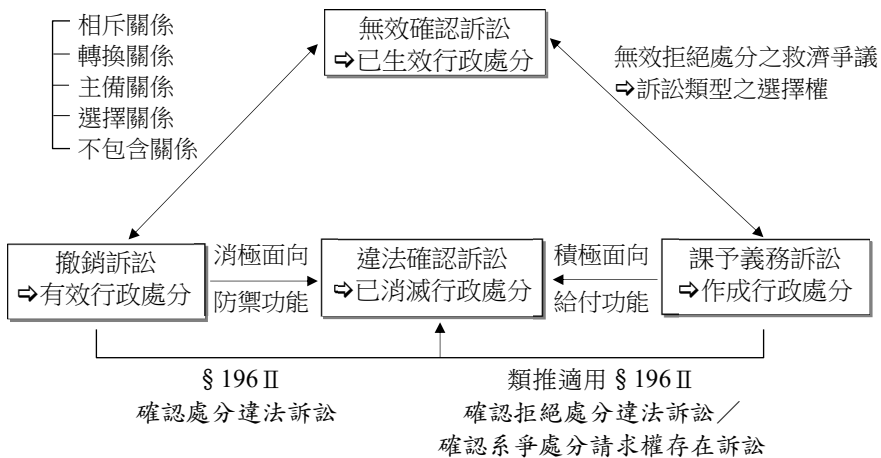 相斥關係
轉換關係
主備關係
選擇關係
不包含關係
無效確認訴訟
⇨已生效行政處分
無效拒絕處分之救濟爭議
⇨訴訟類型之選擇權
撤銷訴訟
⇨有效行政處分
消極面向
防禦功能
違法確認訴訟
⇨已消滅行政處分
積極面向
給付功能
課予義務訴訟
⇨作成行政處分
§196Ⅱ
確認處分違法訴訟
類推適用§196Ⅱ
確認拒絕處分違法訴訟／
確認系爭處分請求權存在訴訟